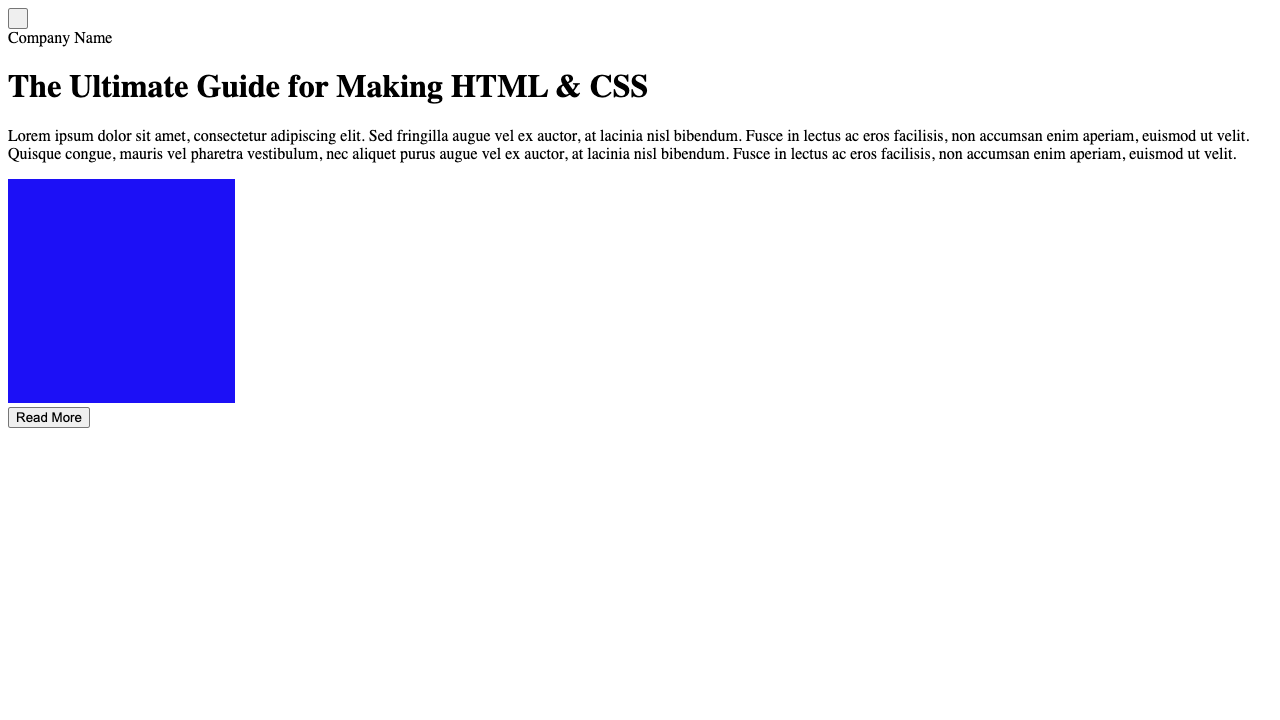 Company Name
The Ultimate Guide for Making HTML & CSS
Lorem ipsum dolor sit amet, consectetur adipiscing elit. Sed fringilla augue vel ex auctor, at lacinia nisl bibendum. Fusce in lectus ac eros facilisis, non accumsan enim aperiam, euismod ut velit.
Quisque congue, mauris vel pharetra vestibulum, nec aliquet purus augue vel ex auctor, at lacinia nisl bibendum. Fusce in lectus ac eros facilisis, non accumsan enim aperiam, euismod ut velit.
Read More